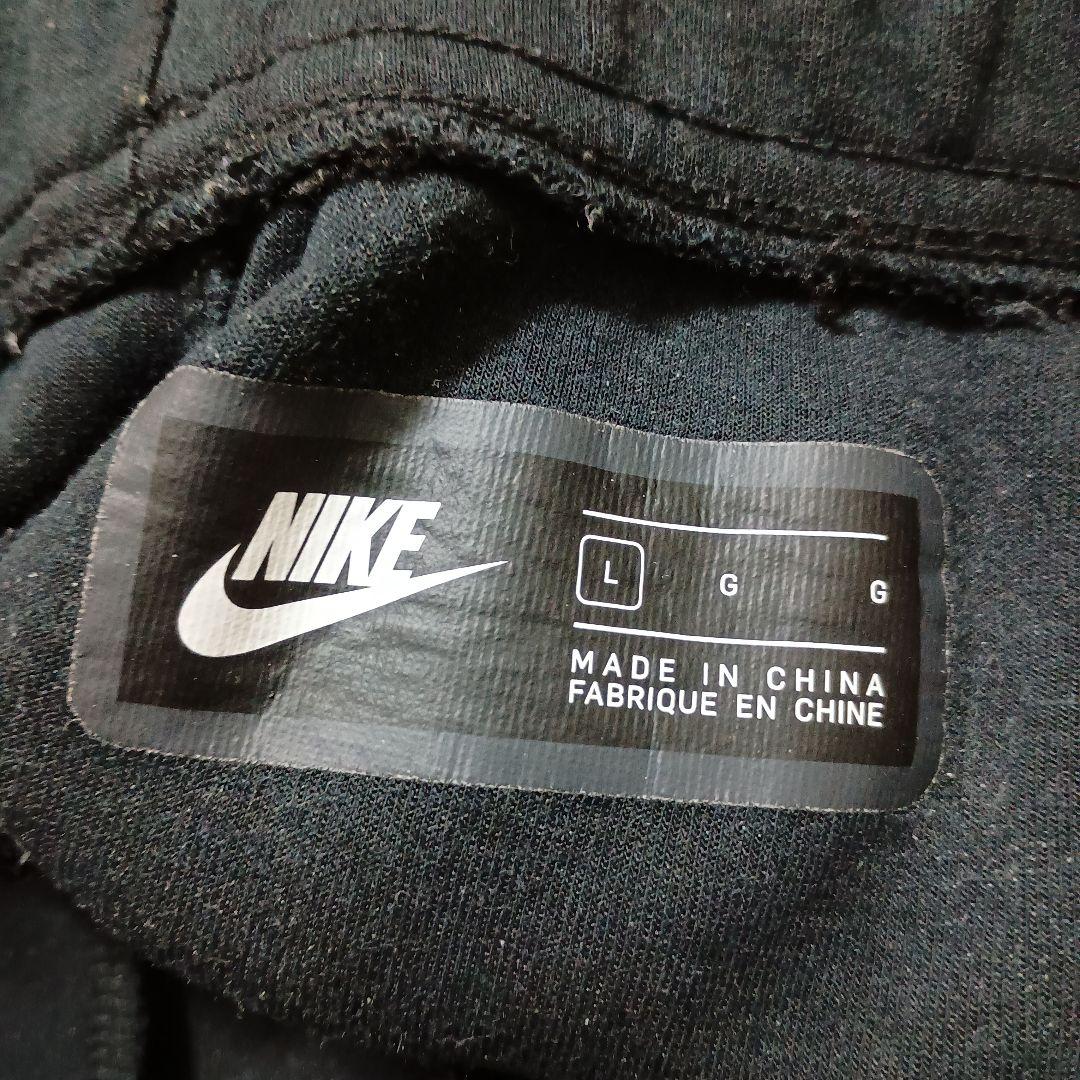 NIKE
L G G
MADE IN CHINA
FABRIQUE EN CHINE